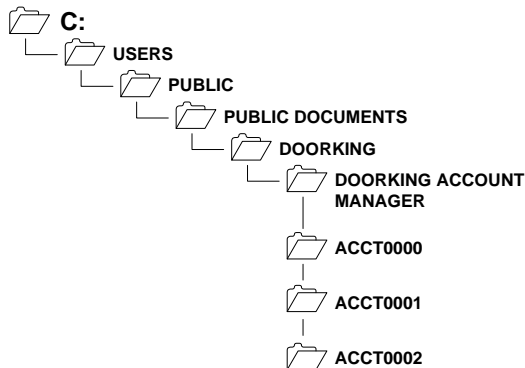 C:
USERS
PUBLIC
PUBLIC DOCUMENTS
DOORKING
DOORKING ACCOUNT
MANAGER
ACCT0000
ACCT0001
ACCT0002